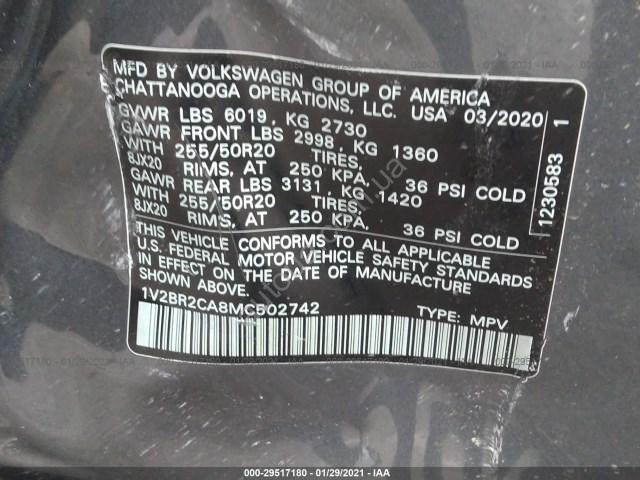 MFD BY VOLKSWAGEN GROUP OF AMERICA
CHATTANOOGA OPERATIONS, LLC. USA 03/2020
GVWR LBS 6019, KG 2730
GAWR FRONT LBS 2998, KG 1360
WITH 255/50R20 TIRES,
8JX20 RIMS, AT 250 KPA, 36 PSI COLD
GAWR REAR LBS 3131, KG 1420
WITH 255/50R20 TIRES,
8JX20 RIMS, AT 250 KPA, 36 PSI COLD
THIS VEHICLE CONFORMS TO ALL APPLICABLE
U.S. FEDERAL MOTOR VEHICLE SAFETY STANDARDS
IN EFFECT ON THE DATE OF MANUFACTURE
SHOWN ABOVE.
1V2BR2CA8MC502742 TYPE: MPV
1230583 1
000-29517180 | 01/29/2021 | IAA